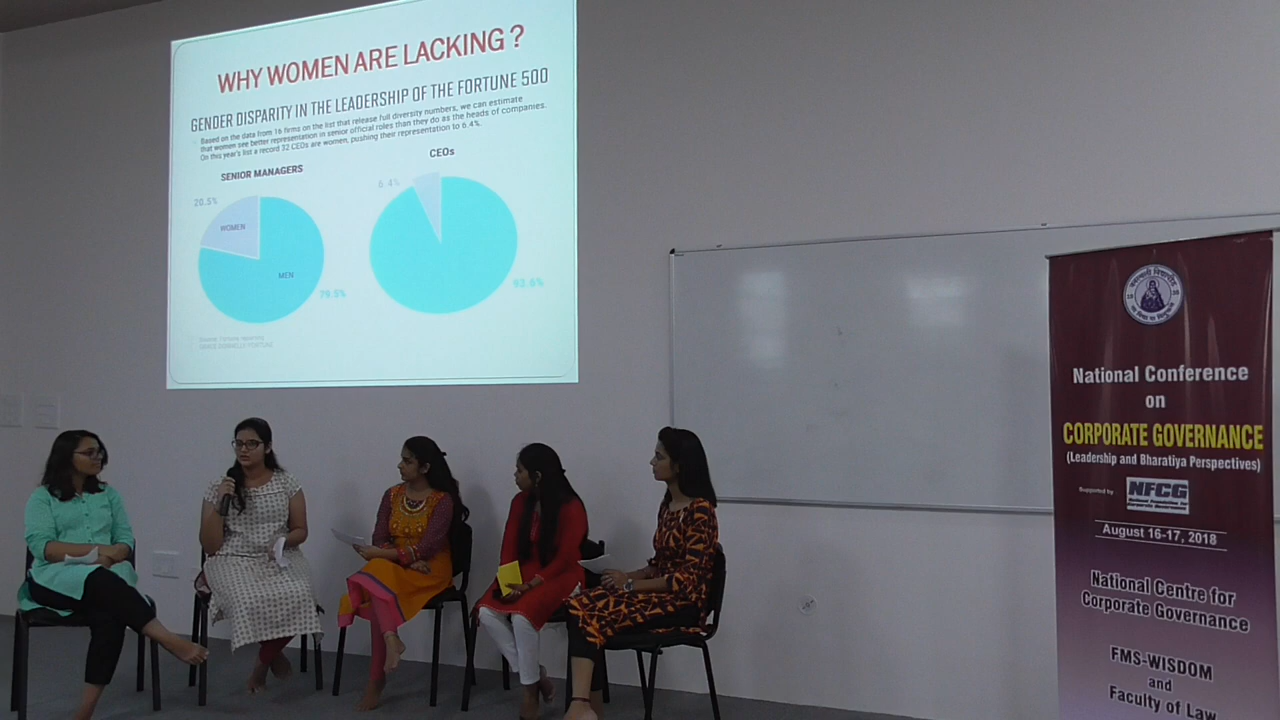 WHY WOMEN ARE LACKING ?
GENDER DISPARITY IN THE LEADERSHIP OF THE FORTUNE 500
Based on the data from 16 firms on the list that release full diversity numbers, we can estimate
that women see better representation in senior official roles than they do as the heads of companies.
On this year's list a record 32 CEOs are women, pushing their representation to 6.4%.
SENIOR MANAGERS
20.5%
WOMEN
MEN
79.5%
CEOs
6.4%
93.6%
National Conference
on
CORPORATE GOVERNANCE
(Leadership and Bharatiya Perspectives)
Supported by
NFCG
National Foundation for
Corporate Governance
August 16-17, 2018
National Centre for
Corporate Governance
FMS-WISDOM
and
Faculty of Law